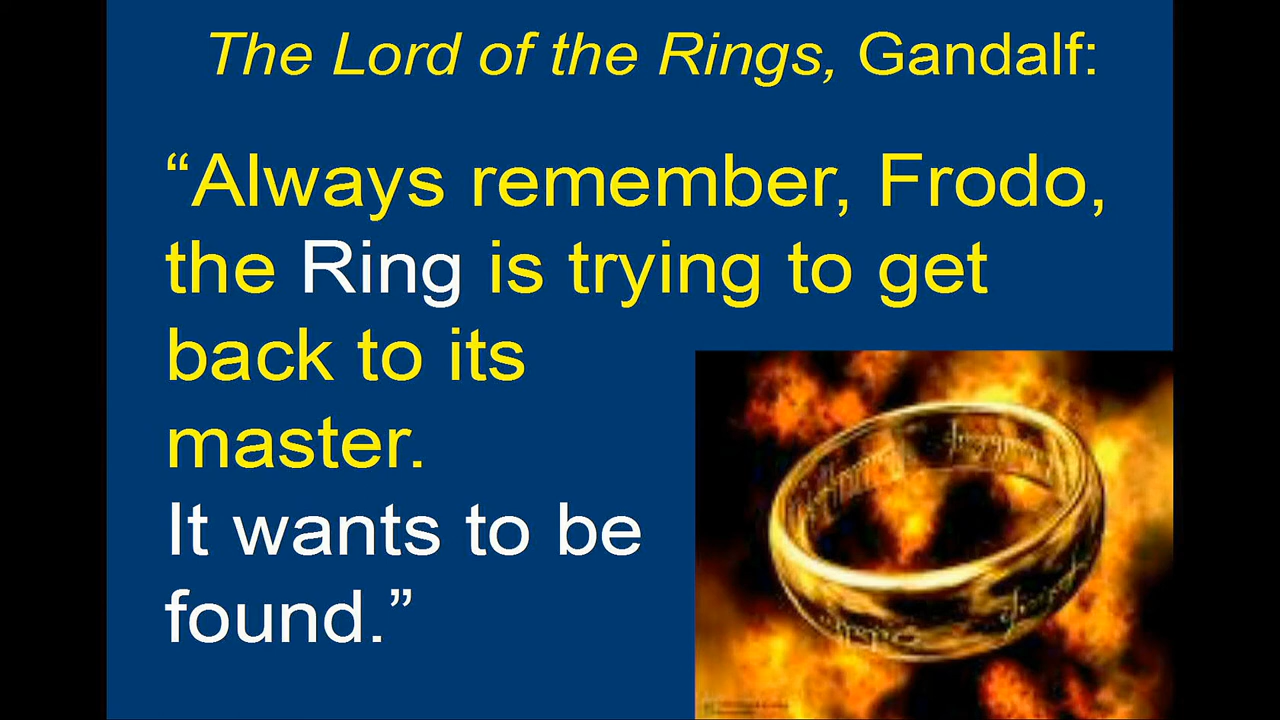 The Lord of the Rings, Gandalf:
“Always remember, Frodo,
the Ring is trying to get
back to its
master.
It wants to be
found.”